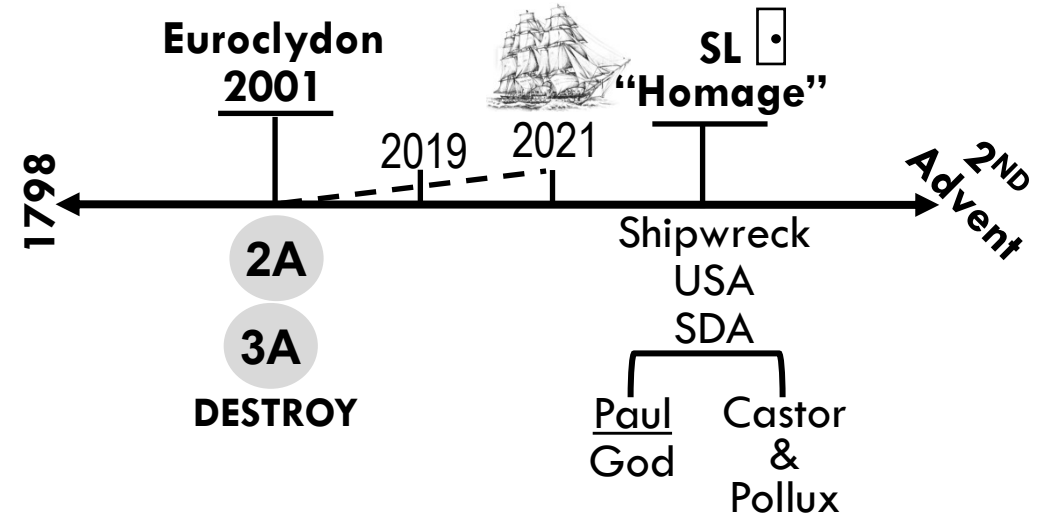 Euroclydon
2001
SL
“Homage”
2019
2021
1798
2ND
Advent
2A
3A
DESTROY
Shipwreck
USA
SDA
Paul
God
Castor
&
Pollux